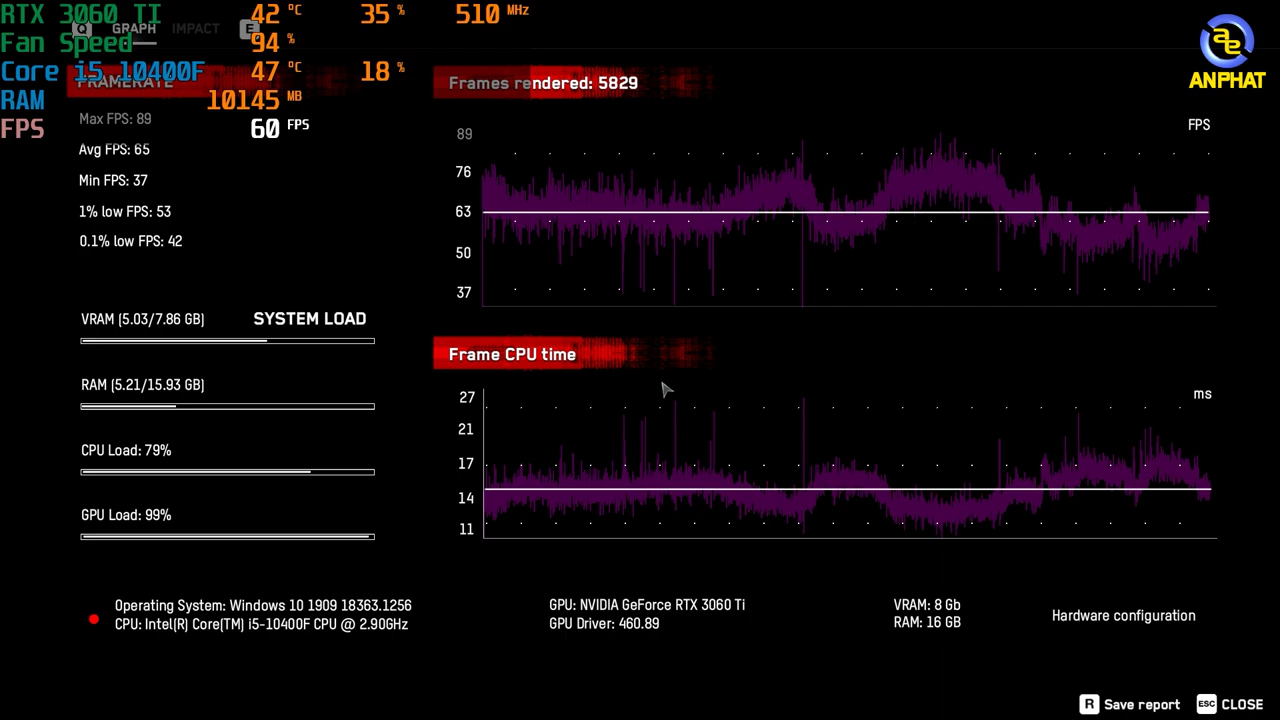 RTX 3060 TI 42 °C 35 % 510 MHz
Q GRAPH IMPACT E
Fan Speed 94 %
Core i5 10400F 47 °C 18 %
FRAMERATE
RAM 10145 MB
FPS 60 FPS
ae
ANPHAT
Max FPS: 89
Avg FPS: 65
Min FPS: 37
1% low FPS: 53
0.1% low FPS: 42
Frames rendered: 5829
FPS
89
76
63
50
37
SYSTEM LOAD
VRAM (5.03/7.86 GB)
RAM (5.21/15.93 GB)
CPU Load: 79%
GPU Load: 99%
Frame CPU time
ms
27
21
17
14
11
Operating System: Windows 10 1909 18363.1256
CPU: Intel(R) Core(TM) i5-10400F CPU @ 2.90GHz
GPU: NVIDIA GeForce RTX 3060 Ti
GPU Driver: 460.89
VRAM: 8 Gb
RAM: 16 GB
Hardware configuration
R Save report ESC CLOSE